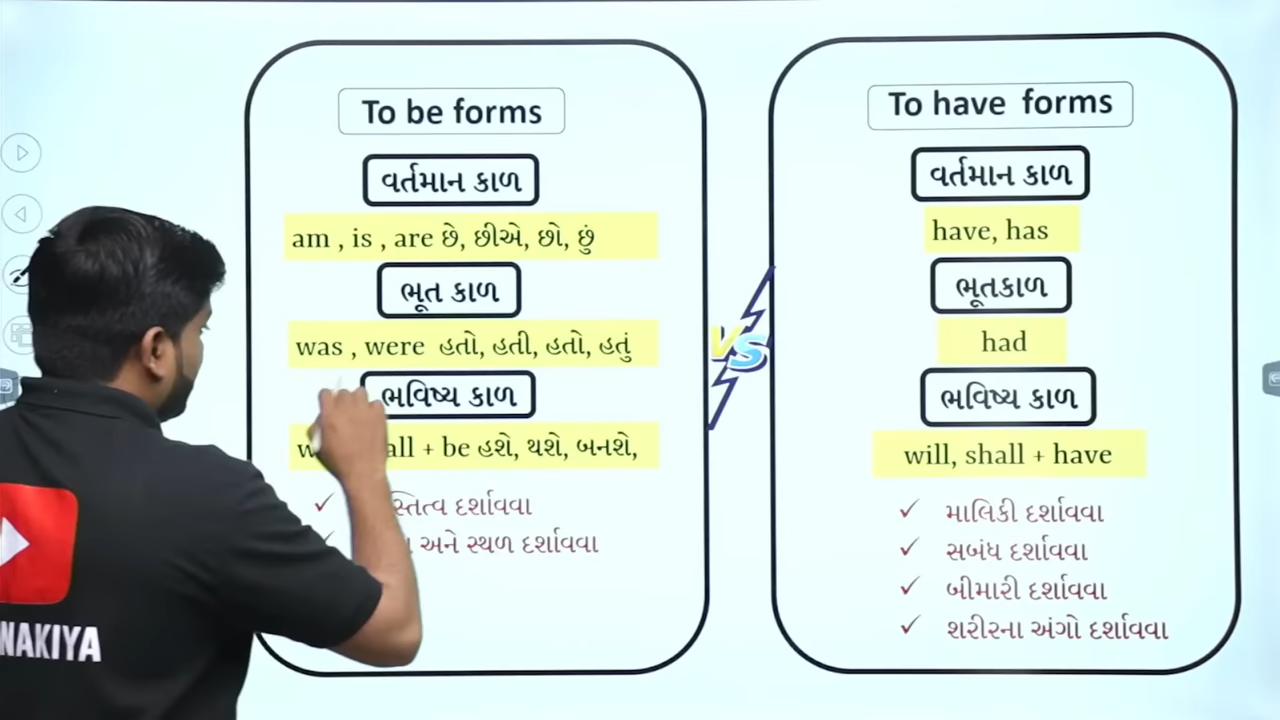 To be forms
વર્તમાન કાળ
am , is , are છે, છીએ, છો, છું
ભૂત કાળ
was , were હતો, હતી, હતો, હતું
ભવિષ્ય કાળ
+ be હશે, થશે, બનશે,
દર્શાવવા
અને સ્થળ દર્શાવવા
VS
To have forms
વર્તમાન કાળ
have, has
ભૂતકાળ
had
ભવિષ્ય કાળ
will, shall + have
માલિકી દર્શાવવા
સબંધ દર્શાવવા
બીમારી દર્શાવવા
શરીરના અંગો દર્શાવવા
NAKIYA